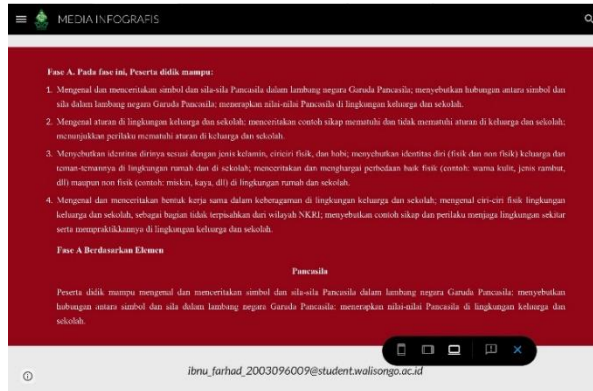 MEDIA INFOGRAFIS
Fase A. Pada fase ini, Peserta didik mampu:
1. Mengenal dan menceritakan simbol dan sila-sila Pancasila dalam lambung negara Garuda Pancasila; menyebutkan hubungan antara simbol dan
sila dalam lambung negara Garuda Pancasila; menerapkan nilai-nilai Pancasila di lingkungan keluarga dan sekolah.
2. Mengenal aturan di lingkungan keluarga dan sekolah; menceritakan contoh sikap mematuhi dan tidak mematuhi aturan di keluarga dan sekolah;
menunjukkan perilaku mematuhi aturan di keluarga dan sekolah.
3. Menyebutkan identitas dirinya sesuai dengan jenis kelamin, ciriciri fisik, dan hobi; menyebutkan identitas diri (fisik dan non fisik) keluarga dan
teman-temannya di lingkungan rumah dan di sekolah; menceritakan dan menghargai perbedaan baik fisik (contoh: warna kulit, jenis rambut,
dll) maupun non fisik (contoh: miskin, kaya, dll) di lingkungan rumah dan sekolah.
4. Mengenal dan menceritakan bentuk kerja sama dalam keberagaman di lingkungan keluarga dan sekolah; mengenal ciri-ciri fisik lingkungan
keluarga dan sekolah, sebagai bagian tidak terpisahkan dari wilayah NKRI; menyebutkan contoh sikap dan perilaku menjaga lingkungan sekitar
serta mempraktikkannya di lingkungan keluarga dan sekolah.
Fase A Berdasarkan Elemen
Pancasila
Peserta didik mampu mengenal dan menceritakan simbol dan sila-sila Pancasila dalam lambung negara Garuda Pancasila; menyebutkan
hubungan antara simbol dan sila dalam lambung negara Garuda Pancasila; menerapkan nilai-nilai Pancasila di lingkungan keluarga dan
sekolah.
ibnu_farhad_2003096009@student.walisongo.ac.id